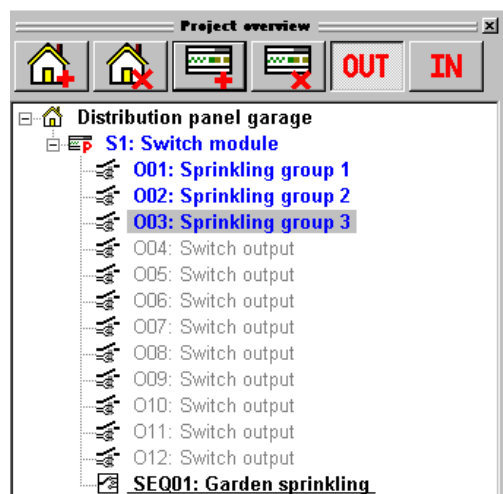 Project overview
OUT IN
Distribution panel garage
P S1: Switch module
O01: Sprinkling group 1
O02: Sprinkling group 2
O03: Sprinkling group 3
O04: Switch output
O05: Switch output
O06: Switch output
O07: Switch output
O08: Switch output
O09: Switch output
O10: Switch output
O11: Switch output
O12: Switch output
SEQ01: Garden sprinkling